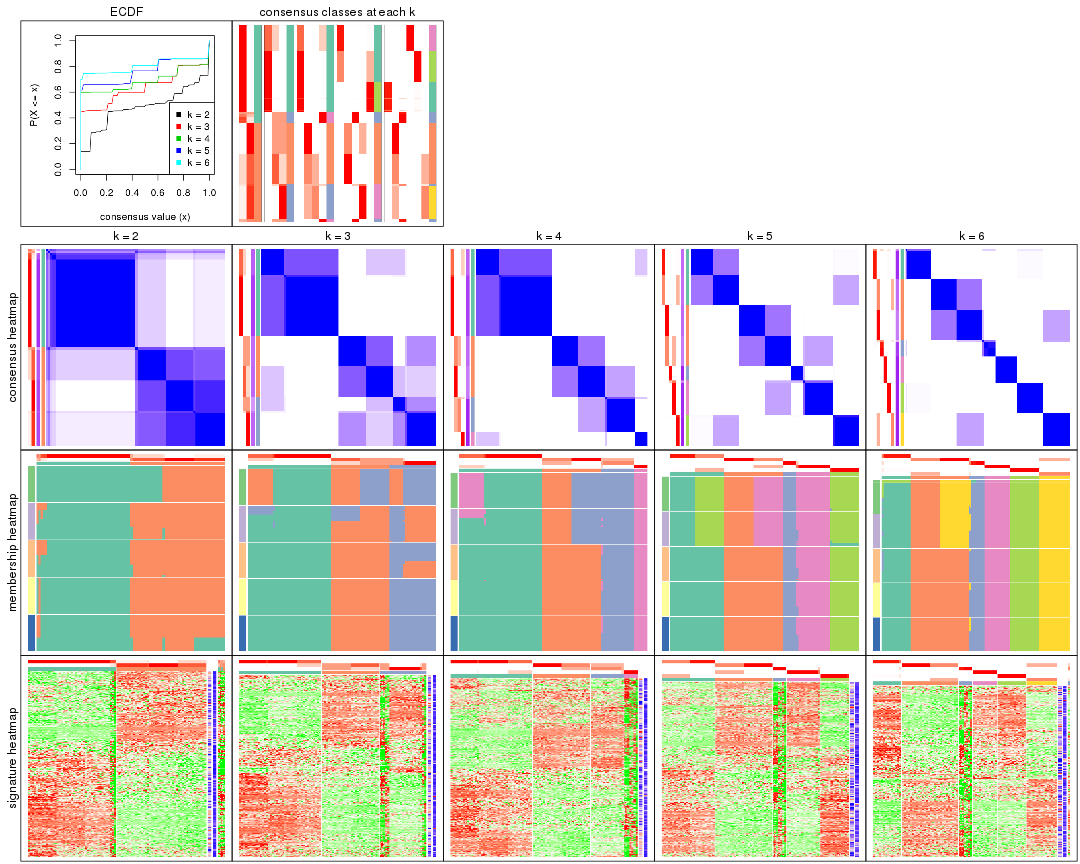 ECDF
consensus classes at each k
P(X <= x)
1.0
0.8
0.6
0.4
0.2
0.0
k = 2
k = 3
k = 4
k = 5
k = 6
0.0 0.2 0.4 0.6 0.8 1.0
consensus value (x)
k = 2
k = 3
k = 4
k = 5
k = 6
consensus heatmap
membership heatmap
signature heatmap